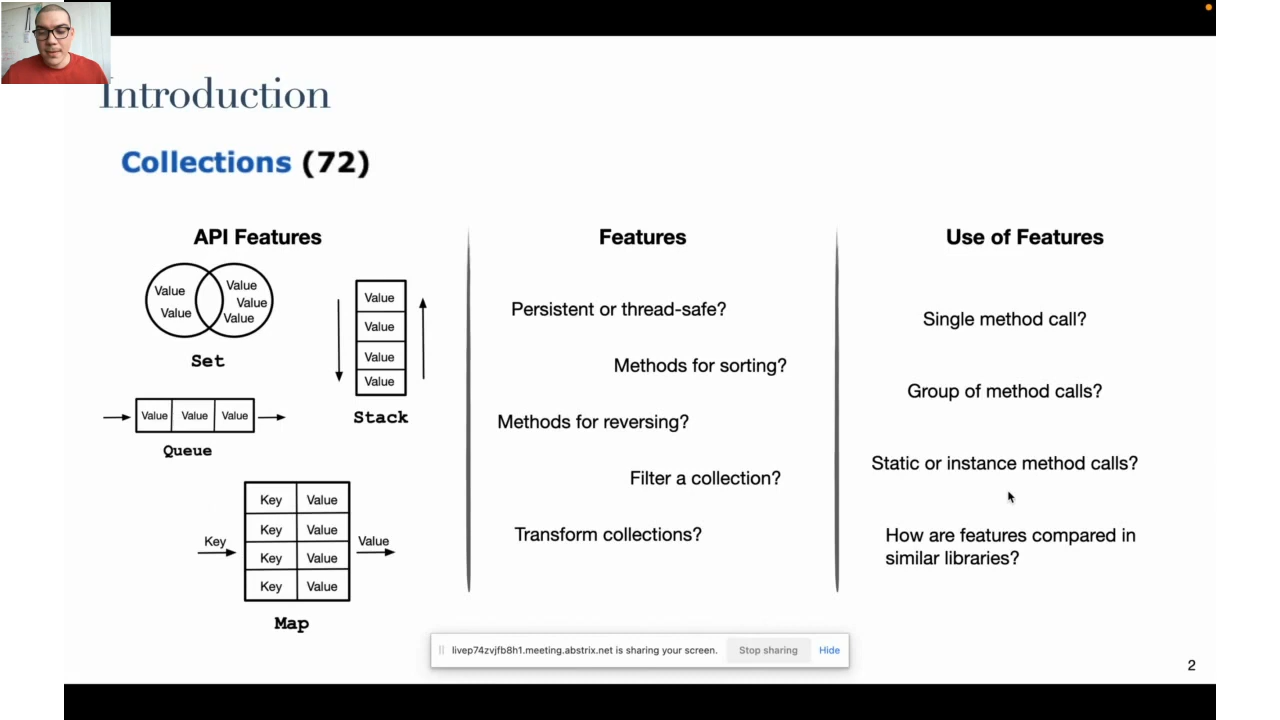 Introduction
Collections (72)
API Features
Value
Value
Value
Value
Value
Set
Value
Value
Value
Value
Stack
Value Value Value
Queue
Key Value
Key Value
Key Value
Key Value
Key
Value
Map
Features
Persistent or thread-safe?
Methods for sorting?
Methods for reversing?
Filter a collection?
Transform collections?
Use of Features
Single method call?
Group of method calls?
Static or instance method calls?
How are features compared in
similar libraries?
livep74zvjfb8h1.meeting.abstrix.net is sharing your screen. Stop sharing Hide
2